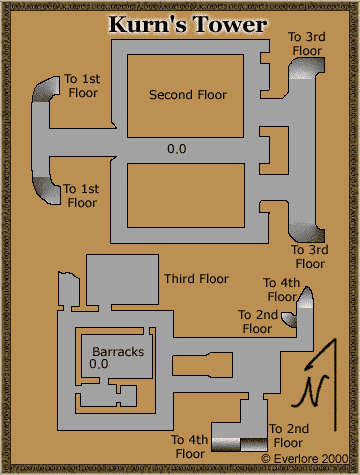 Kurn's Tower
To 3rd
Floor
To 1st
Floor
Second Floor
0,0
To 1st
Floor
To 3rd
Floor
Third Floor
To 4th
Floor
To 2nd
Floor
Barracks
0,0
N
To 4th
Floor
To 2nd
Floor
© Everlore 2000